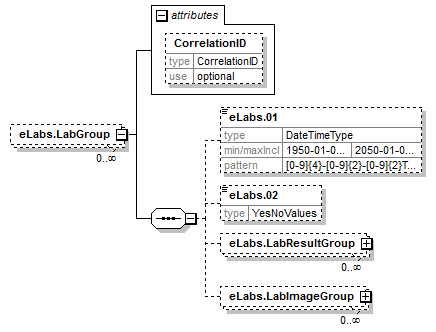 attributes
CorrelationID
type CorrelationID
use optional
eLabs.LabGroup
0..∞
eLabs.01
type DateTimeType
min/maxIncl 1950-01-0... 2050-01-0...
pattern [0-9]{4}-[0-9]{2}-[0-9]{2}T...
eLabs.02
type YesNoValues
eLabs.LabResultGroup
0..∞
eLabs.LabImageGroup
0..∞